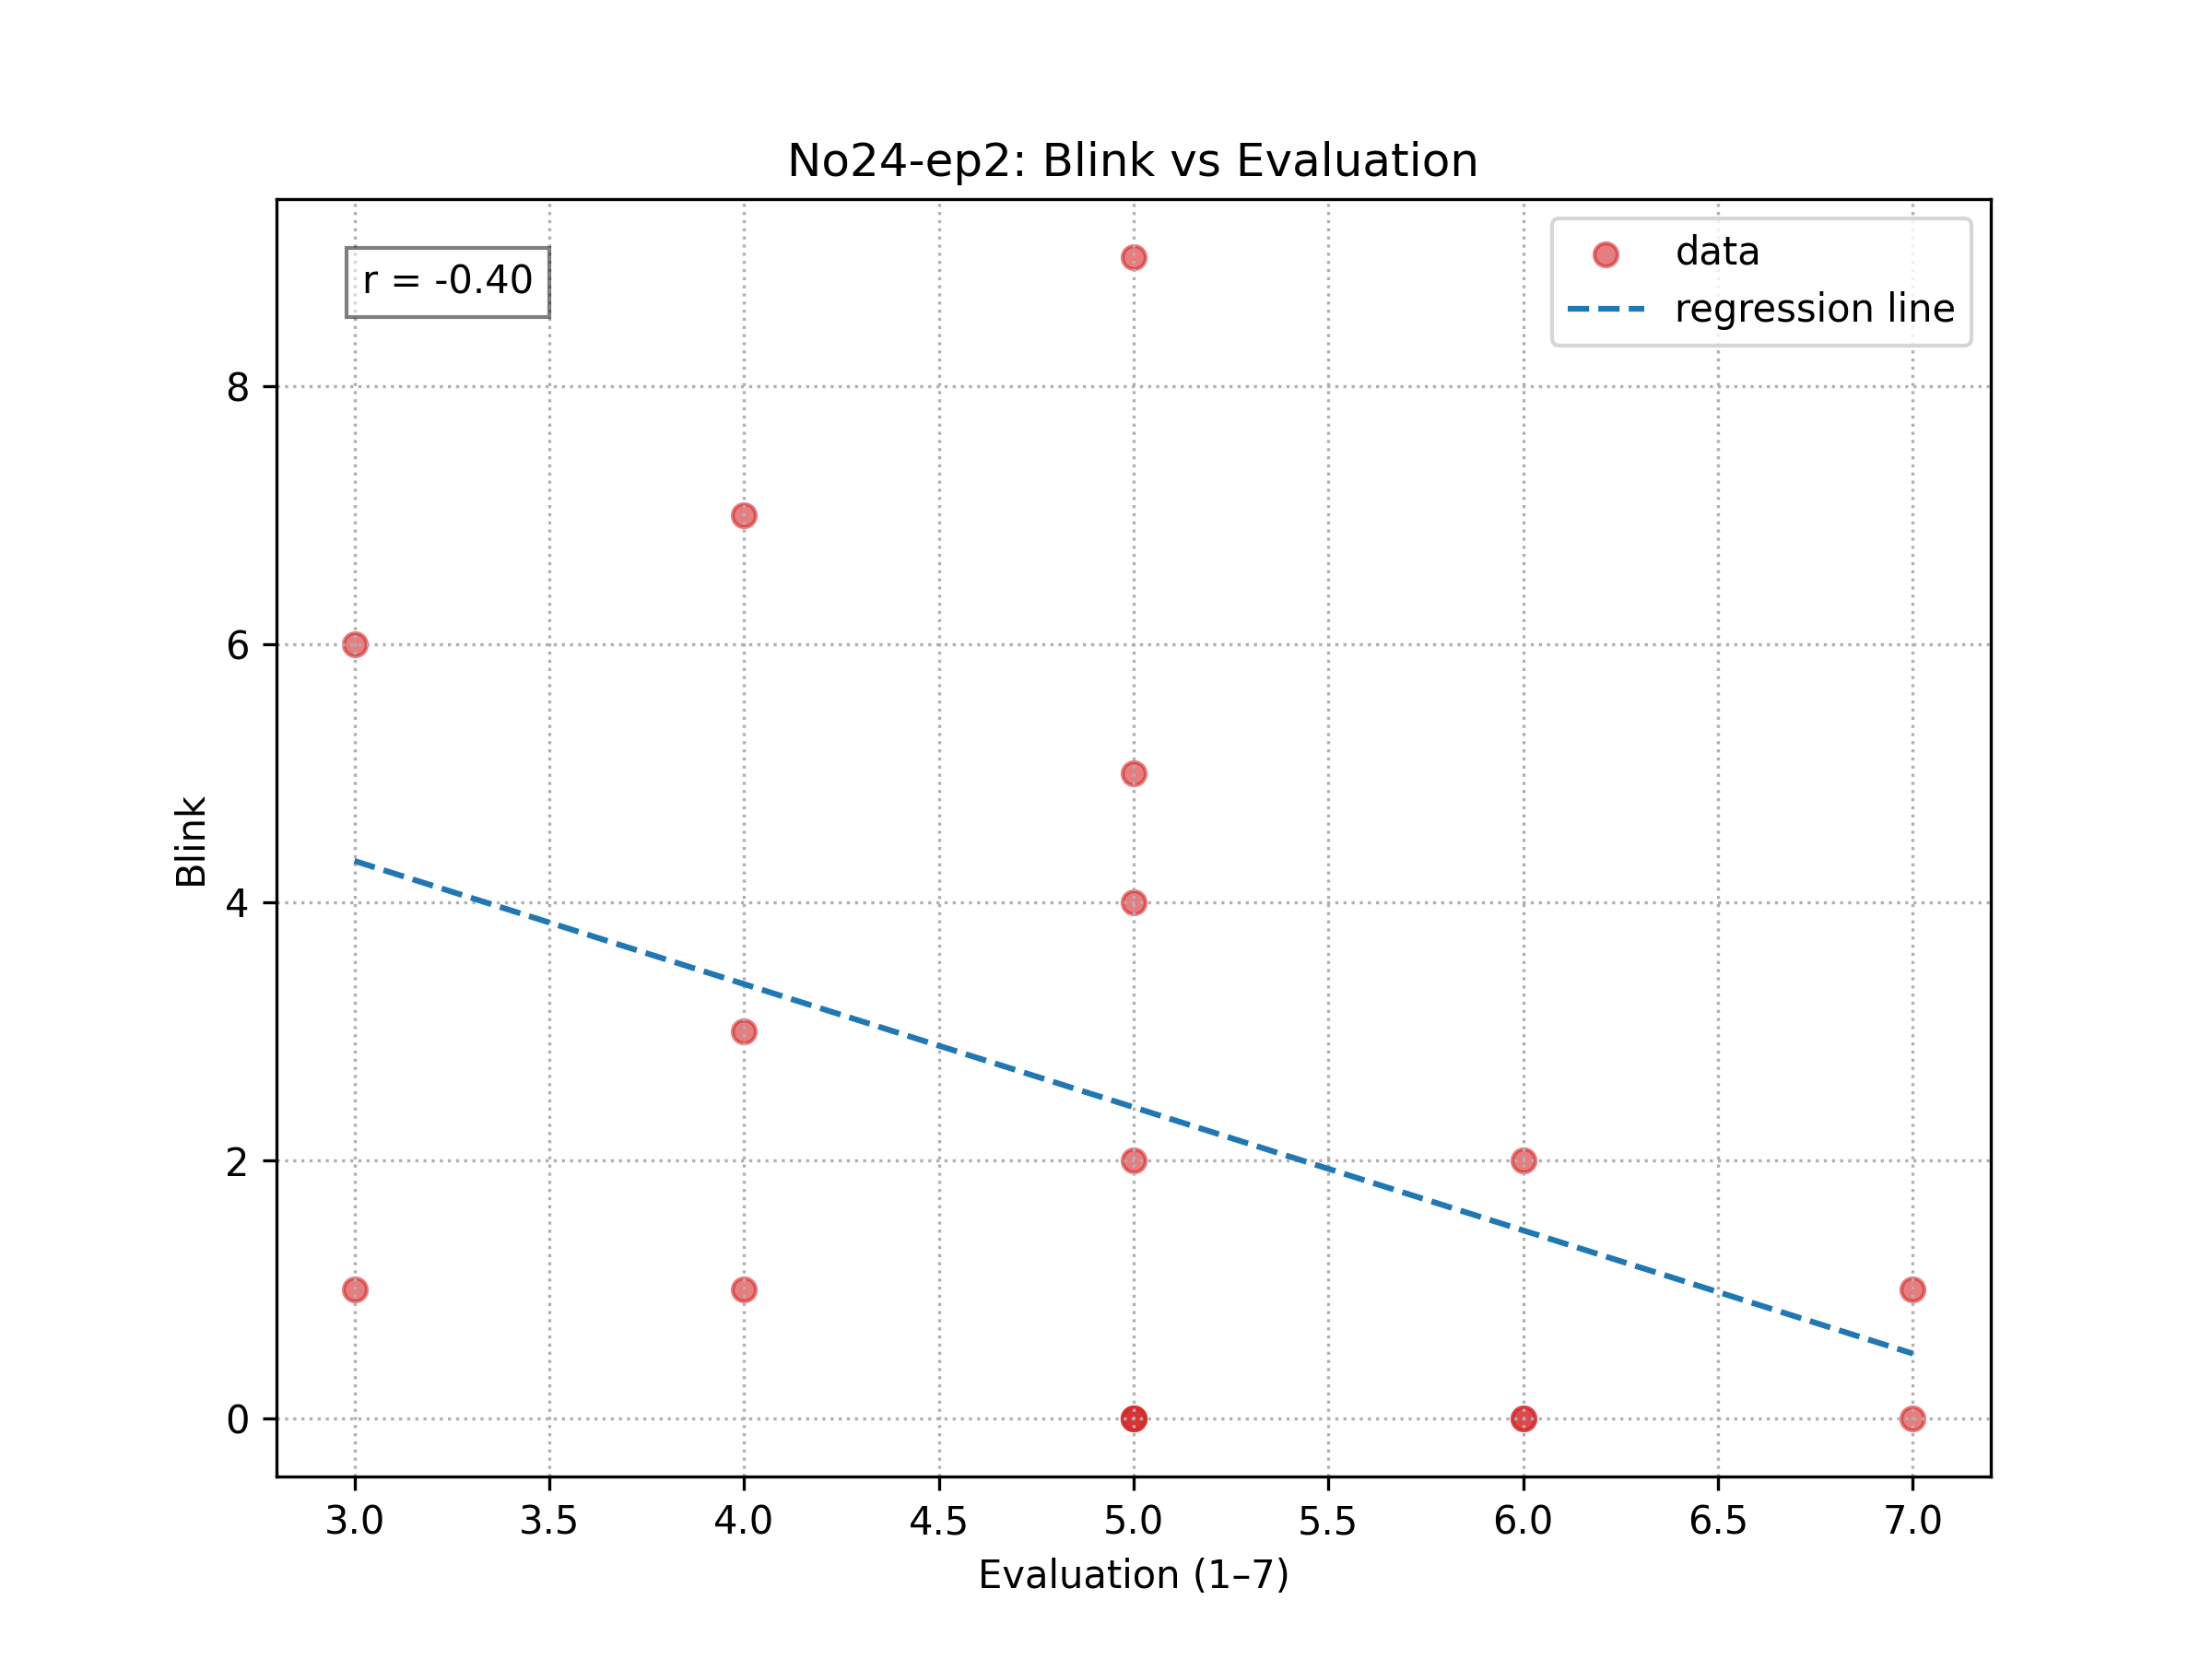 No24-ep2: Blink vs Evaluation
r = -0.40
data
regression line
8
6
4
2
0
Blink
3.0 3.5 4.0 4.5 5.0 5.5 6.0 6.5 7.0
Evaluation (1–7)